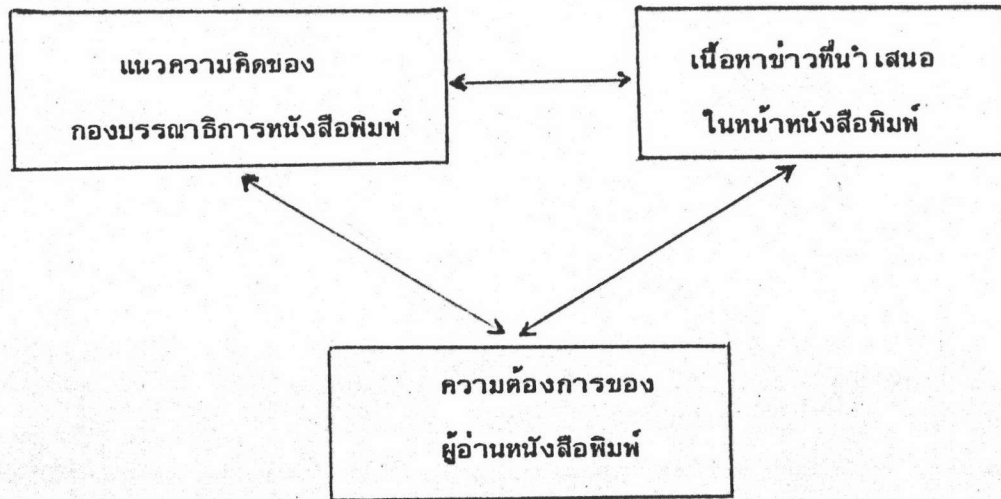 แนวความคิดของ
กองบรรณาธิการหนังสือพิมพ์
เนื้อหาข่าวที่นำเสนอ
ในหน้าหนังสือพิมพ์
ความต้องการของ
ผู้อ่านหนังสือพิมพ์